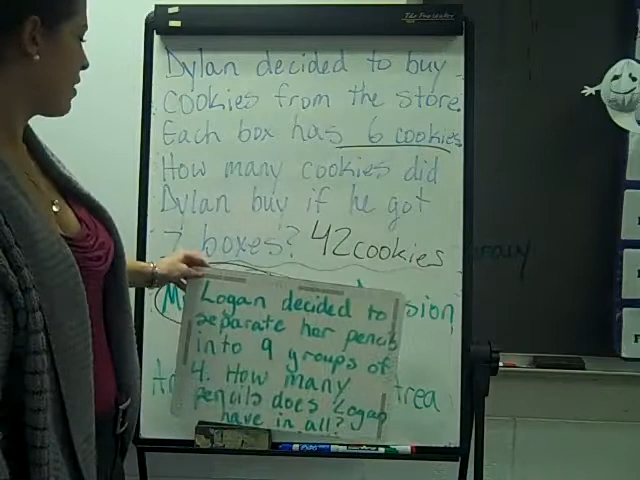 Dylan decided to buy
cookies from the store.
Each box has 6 cookies.
How many cookies did
Dylan buy if he got
7 boxes? 42 cookies
Logan decided to
separate her pencils
into 9 groups of
4. How many
pencils does Logan
have in all?
EXPO